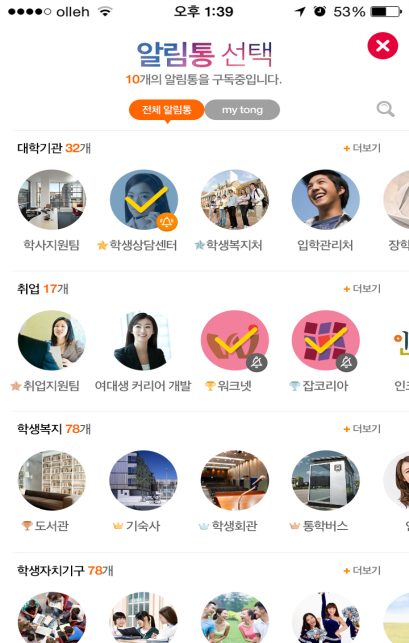 olleh 오후 1:39 53%
알림통 선택
10개의 알림통을 구독중입니다.
전체 알림통 my tong
대학기관 32개 + 더보기
학사지원팀 학생상담센터 학생복지처 입학관리처
취업 17개 + 더보기
취업지원팀 여대생 커리어 개발 워크넷 잡코리아
학생복지 78개 + 더보기
도서관 기숙사 학생회관 통학버스
학생자치기구 78개 + 더보기